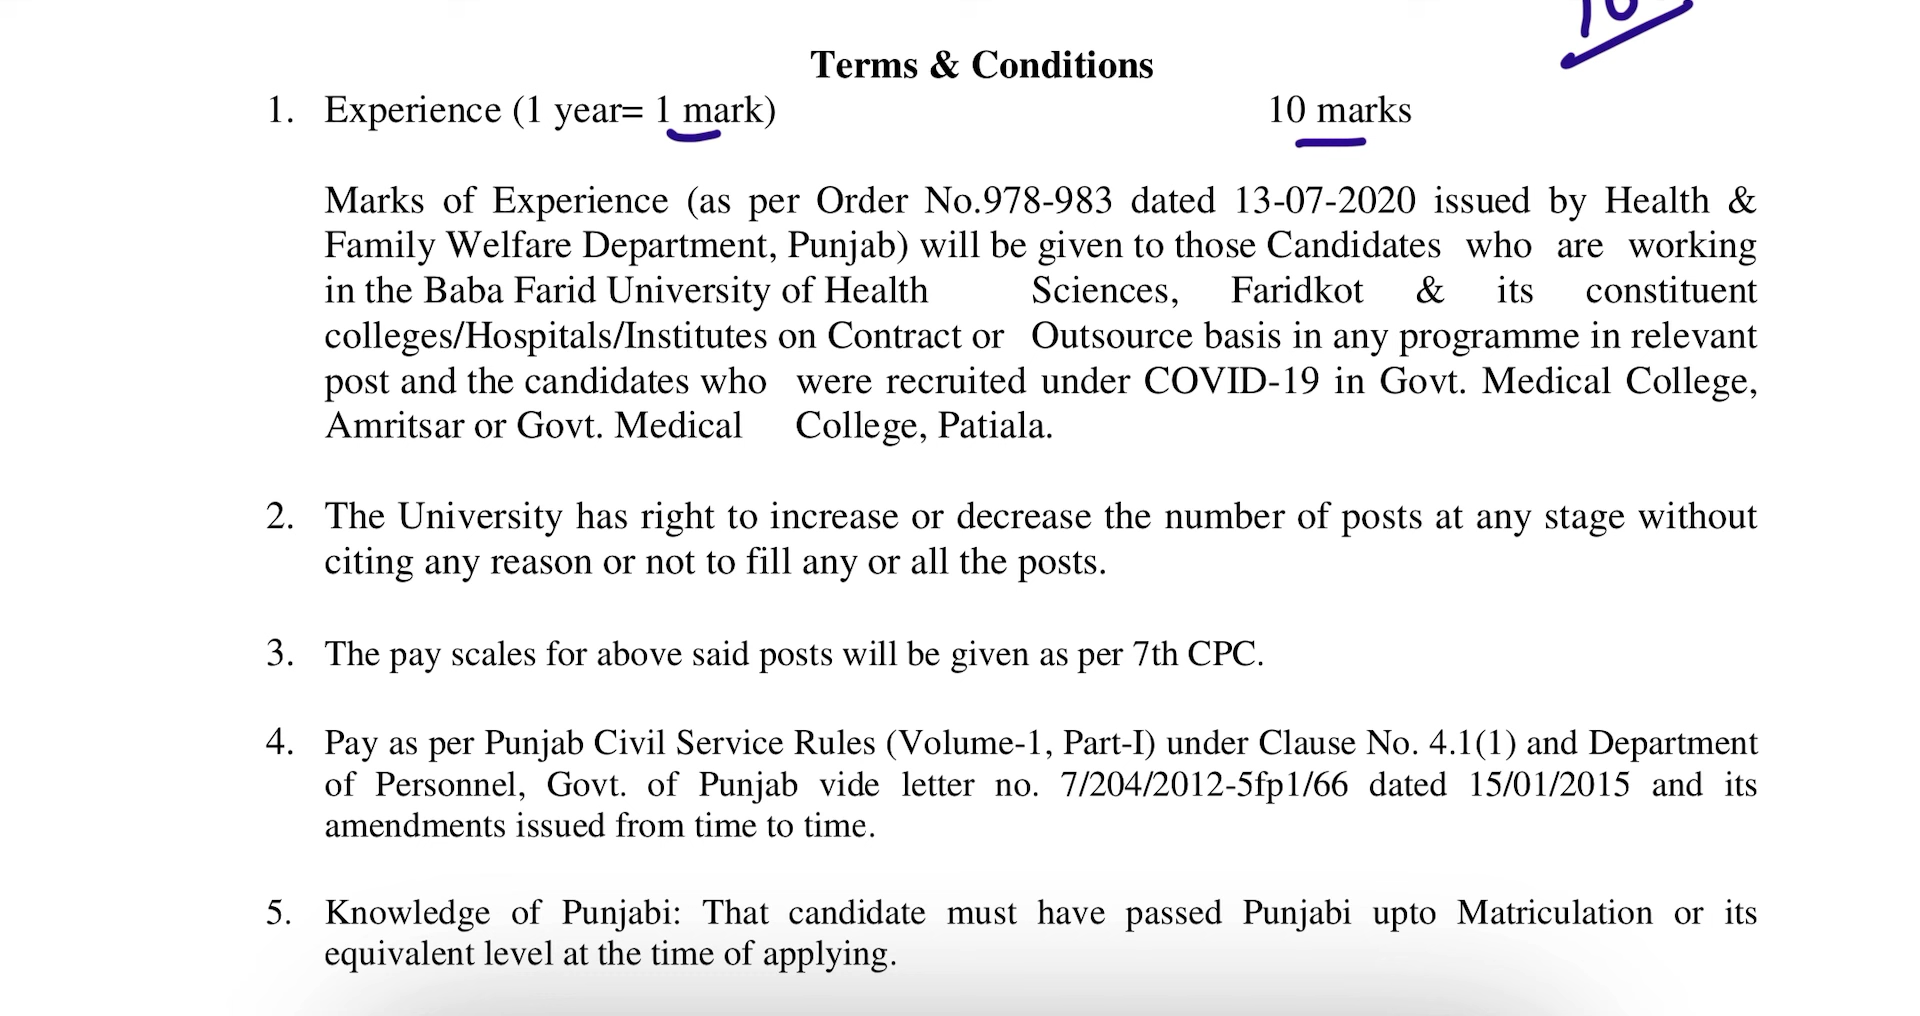 Terms & Conditions
1. Experience (1 year= 1 mark) 10 marks
Marks of Experience (as per Order No.978-983 dated 13-07-2020 issued by Health &
Family Welfare Department, Punjab) will be given to those Candidates who are working
in the Baba Farid University of Health Sciences, Faridkot & its constituent
colleges/Hospitals/Institutes on Contract or Outsource basis in any programme in relevant
post and the candidates who were recruited under COVID-19 in Govt. Medical College,
Amritsar or Govt. Medical College, Patiala.
2. The University has right to increase or decrease the number of posts at any stage without
citing any reason or not to fill any or all the posts.
3. The pay scales for above said posts will be given as per 7th CPC.
4. Pay as per Punjab Civil Service Rules (Volume-1, Part-I) under Clause No. 4.1(1) and Department
of Personnel, Govt. of Punjab vide letter no. 7/204/2012-5fp1/66 dated 15/01/2015 and its
amendments issued from time to time.
5. Knowledge of Punjabi: That candidate must have passed Punjabi upto Matriculation or its
equivalent level at the time of applying.